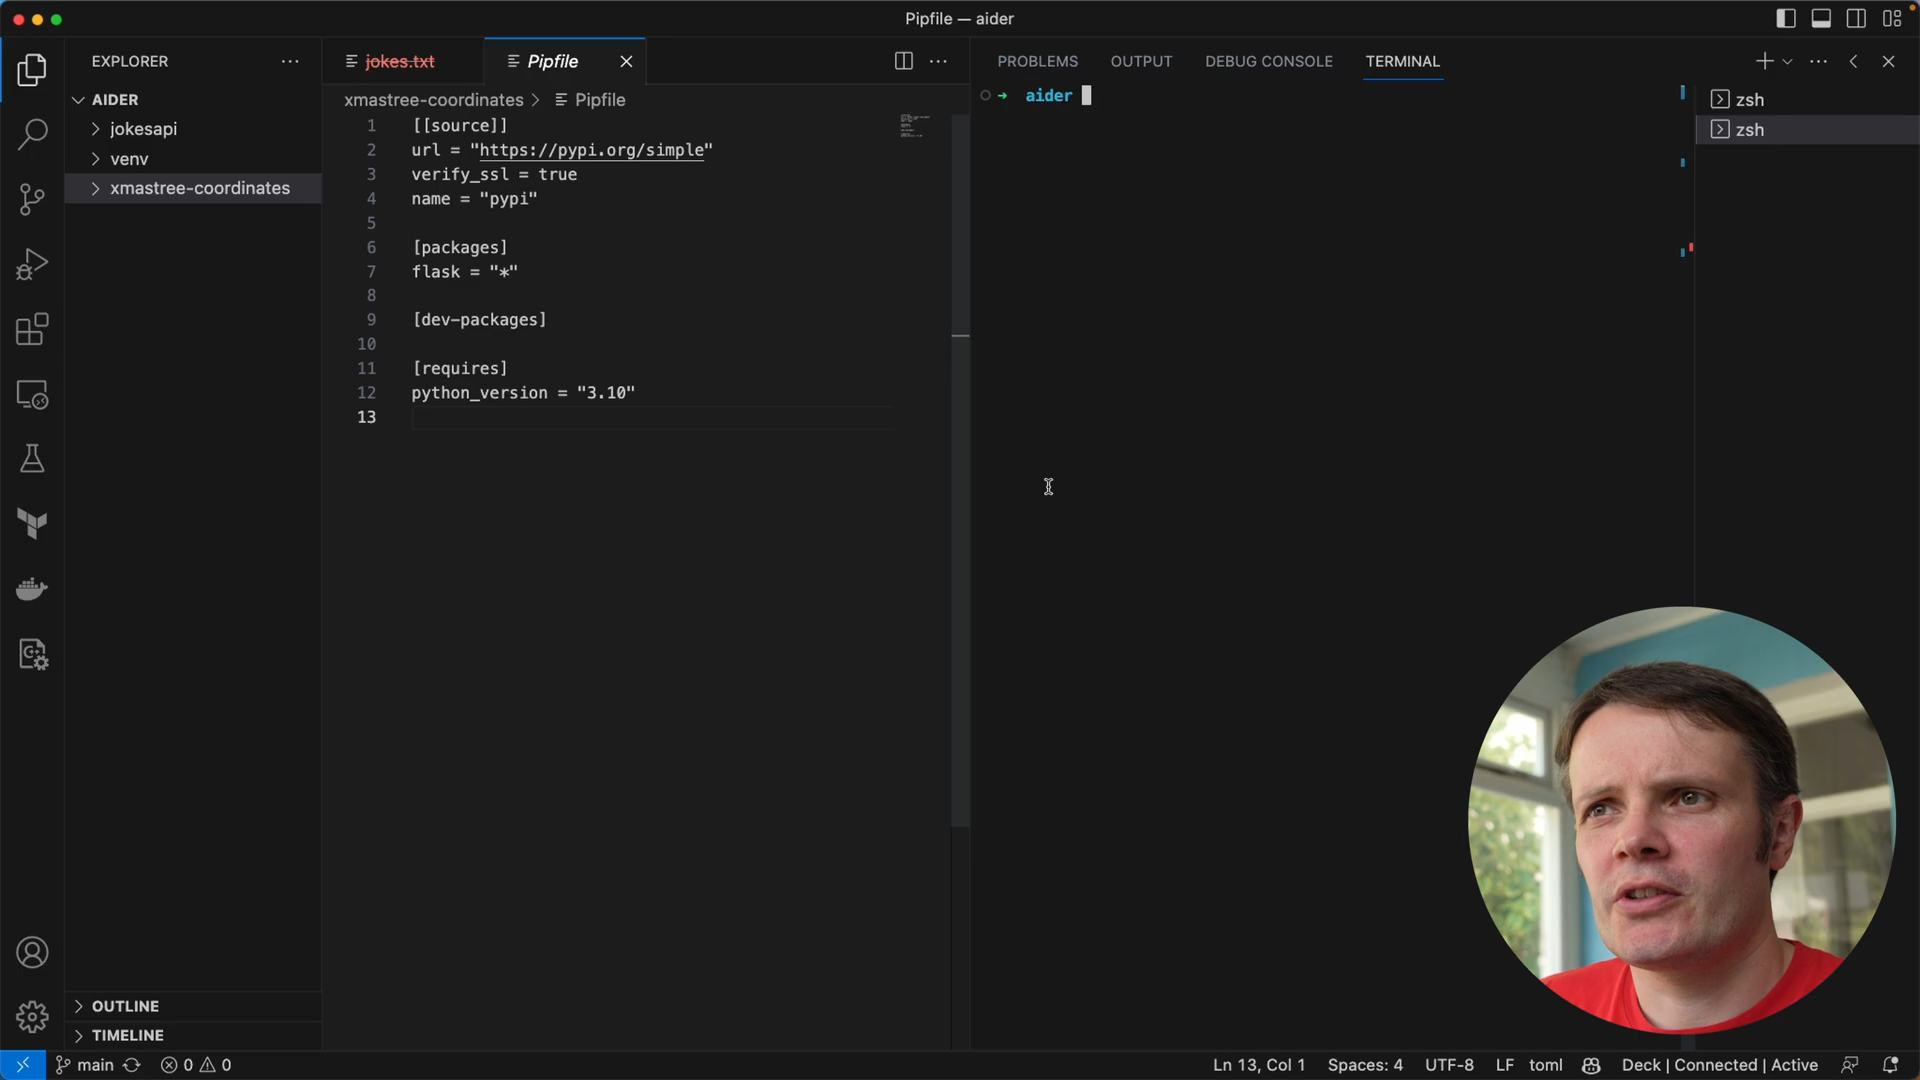 Pipfile — aider
EXPLORER
AIDER
jokesapi
venv
xmastree-coordinates
OUTLINE
TIMELINE
jokes.txt
Pipfile
xmastree-coordinates > Pipfile
1 [[source]]
2 url = "https://pypi.org/simple"
3 verify_ssl = true
4 name = "pypi"
5
6 [packages]
7 flask = "*"
8
9 [dev-packages]
10
11 [requires]
12 python_version = "3.10"
13
PROBLEMS OUTPUT DEBUG CONSOLE TERMINAL
→ aider
zsh
zsh
main 0 0
Ln 13, Col 1 Spaces: 4 UTF-8 LF toml Deck | Connected | Active